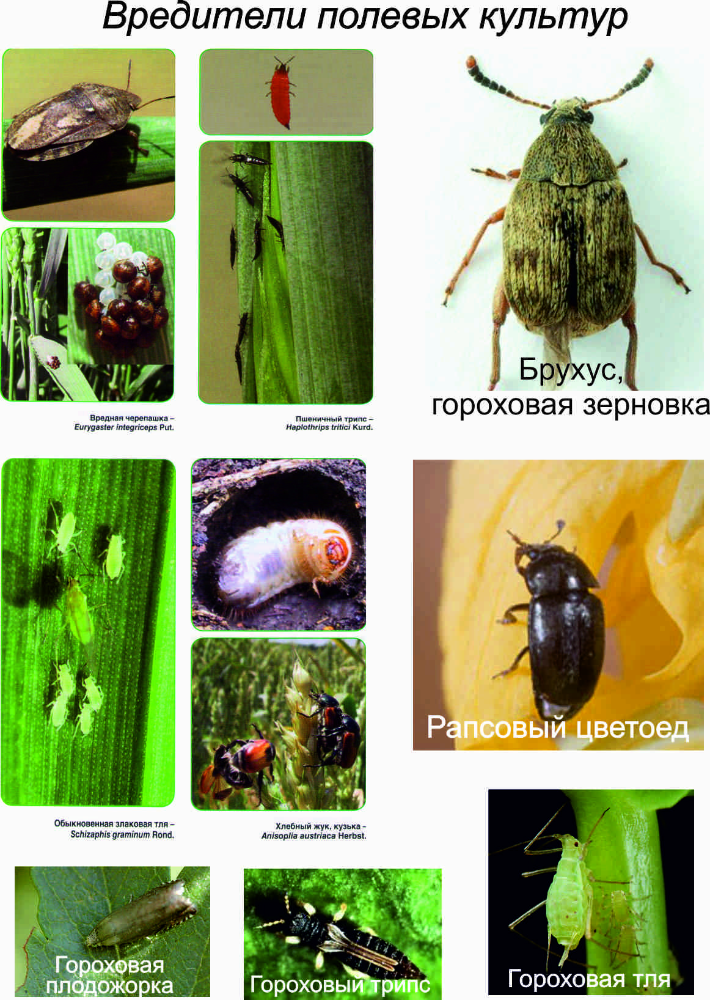 Вредители полевых культур
Вредная черепашка –
Eurygaster integriceps Put.
Пшеничный трипс –
Haplothrips tritici Kurd.
Брухус,
гороховая зерновка
Обыкновенная злаковая тля –
Schizaphis graminum Rond.
Хлебный жук, кузька –
Anisoplia austriaca Herbst.
Рапсовый цветоед
Гороховая
плодожорка
Гороховый трипс
Гороховая тля